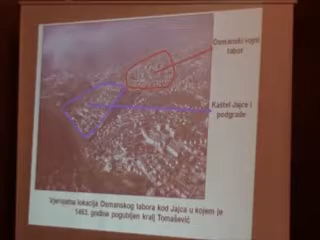 Osmanski vojni
tabor
Kaštel Jajce i
podgrađe
Vjerojatna lokacija Osmanskog tabora kod Jajca u kojem je
1463. godine pogubljen kralj Tomašević